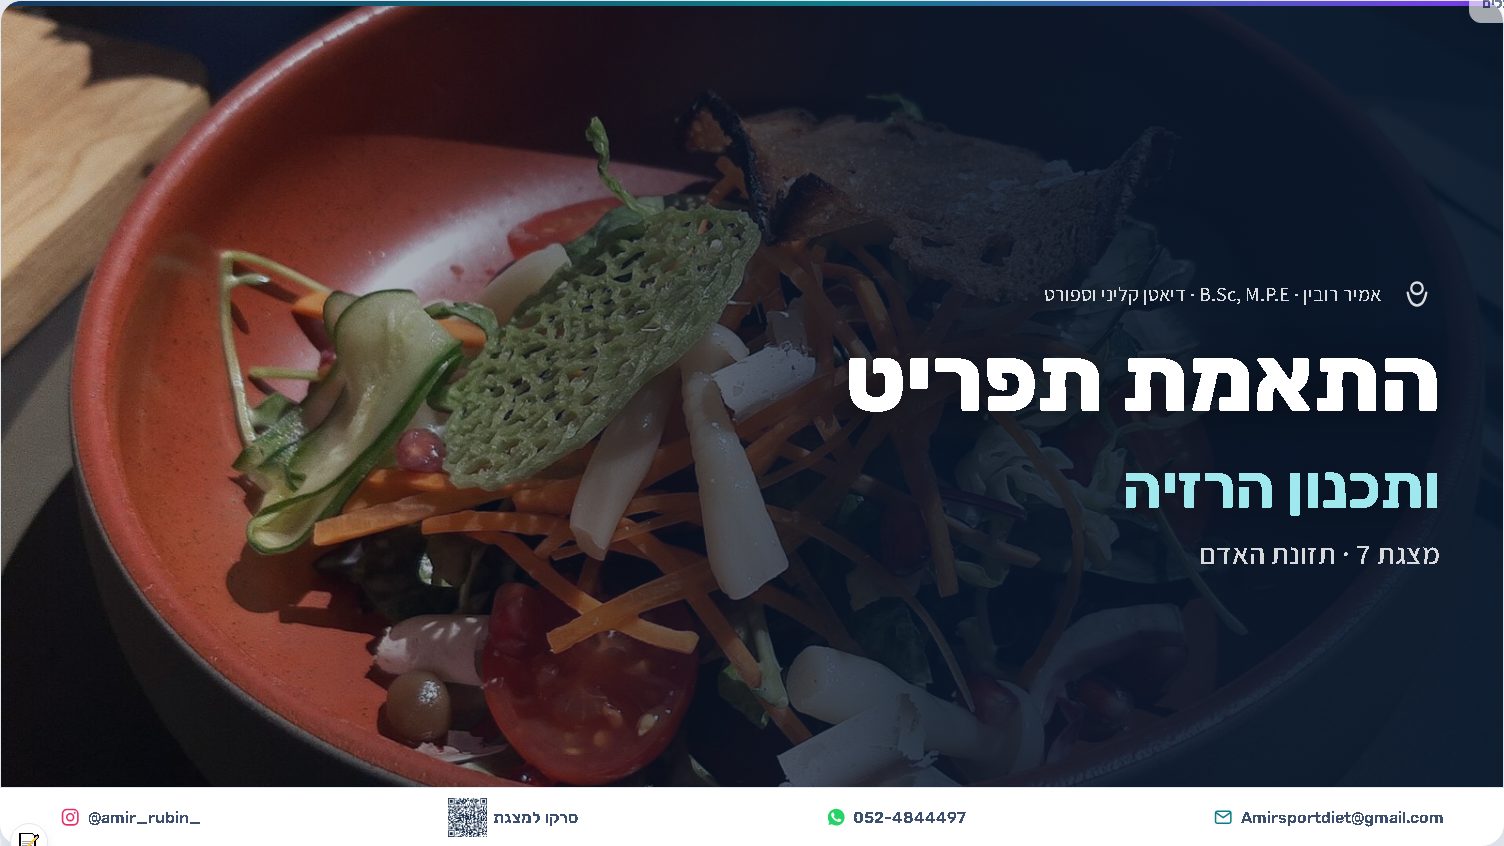 אמיר רובין · B.Sc, M.P.E · דיאטן קליני וספורט
התאמת תפריט
ותכנון הרזיה
מצגת 7 · תזונת האדם
Amirsportdiet@gmail.com
052-4844497
סרקו למצגת
@amir_rubin_